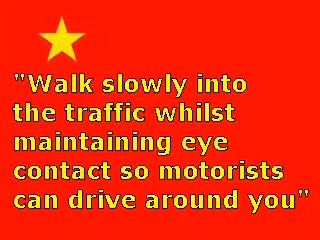 "Walk slowly into
the traffic whilst
maintaining eye
contact so motorists
can drive around you"